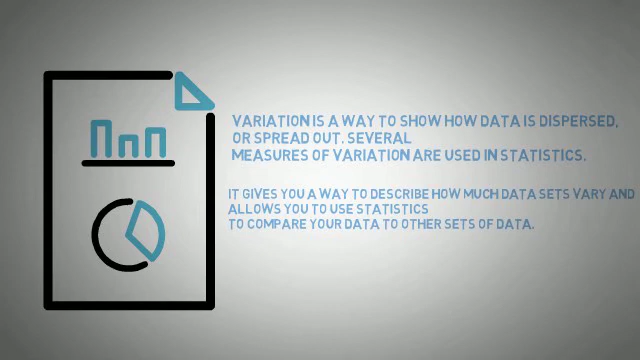 VARIATION IS A WAY TO SHOW HOW DATA IS DISPERSED,
OR SPREAD OUT. SEVERAL
MEASURES OF VARIATION ARE USED IN STATISTICS.
IT GIVES YOU A WAY TO DESCRIBE HOW MUCH DATA SETS VARY AND
ALLOWS YOU TO USE STATISTICS
TO COMPARE YOUR DATA TO OTHER SETS OF DATA.